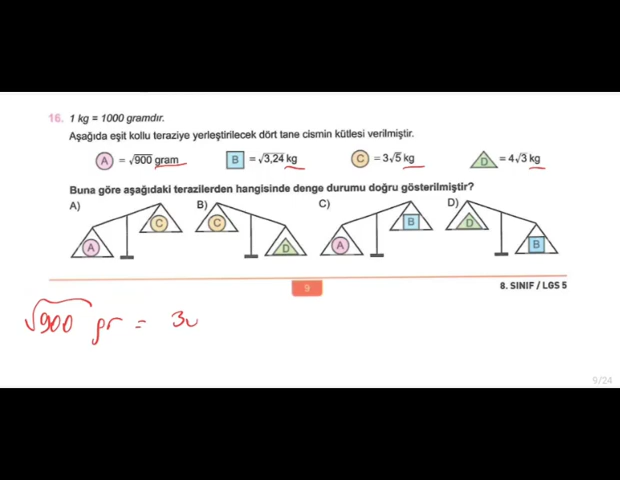 16. 1 kg = 1000 gramdır.
Aşağıda eşit kollu teraziye yerleştirilecek dört tane cismin kütlesi verilmiştir.
A = √900 gram B = √3,24 kg C = 3√5 kg D = 4√3 kg
Buna göre aşağıdaki terazilerden hangisinde denge durumu doğru gösterilmiştir?
A) B) C) D)
A C C D A B D B
9 8. SINIF / LGS 5
√900 gr = 30
9/24